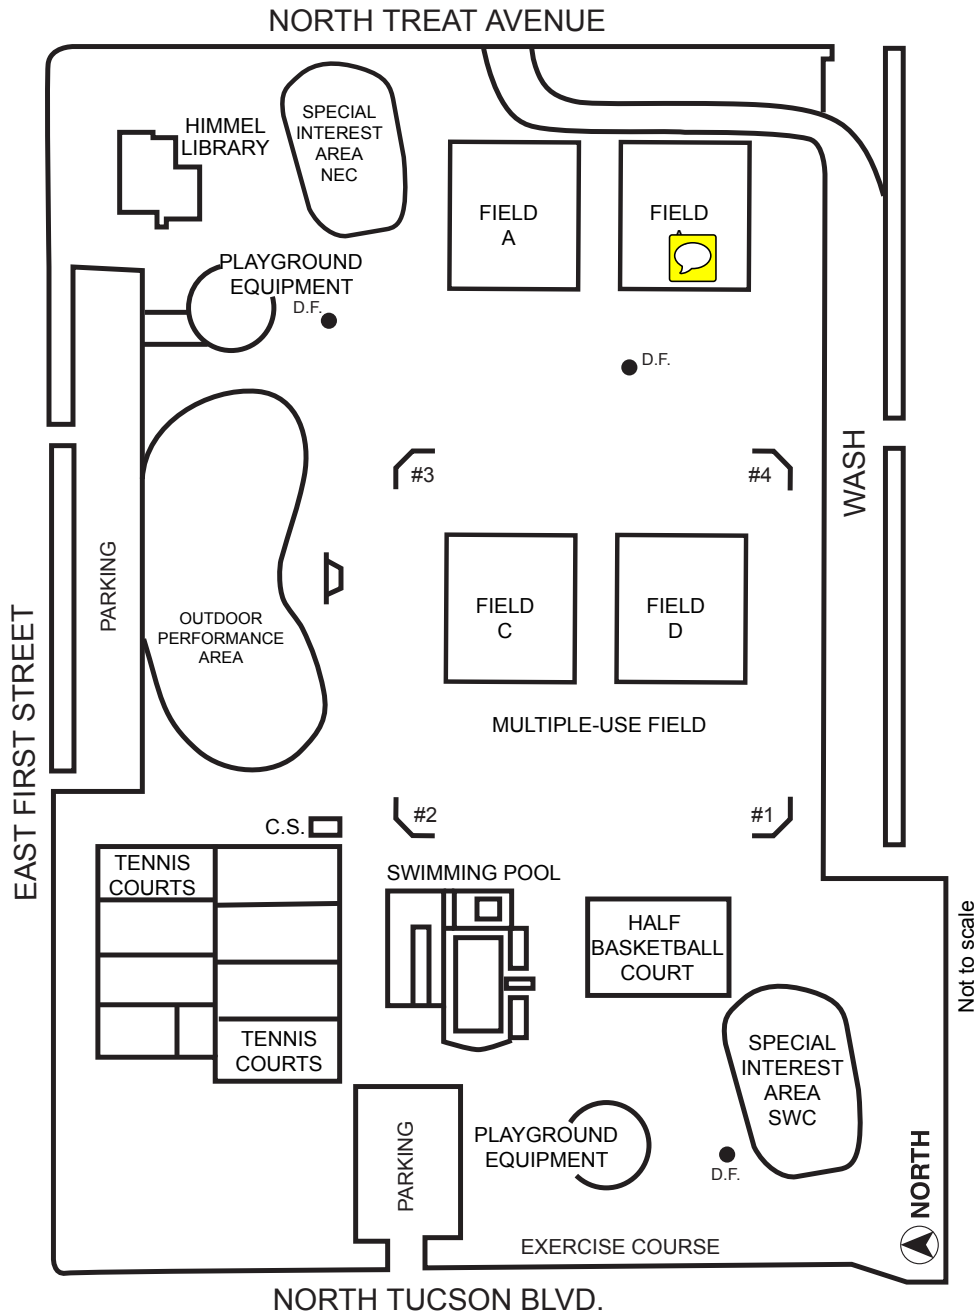 NORTH TREAT AVENUE
HIMMEL
LIBRARY
SPECIAL
INTEREST
AREA
NEC
FIELD
A
FIELD
PLAYGROUND
EQUIPMENT
D.F.
D.F.
#3
#4
WASH
PARKING
EAST FIRST STREET
OUTDOOR
PERFORMANCE
AREA
FIELD
C
FIELD
D
MULTIPLE-USE FIELD
#2
#1
C.S.
TENNIS
COURTS
SWIMMING POOL
HALF
BASKETBALL
COURT
Not to scale
TENNIS
COURTS
SPECIAL
INTEREST
AREA
SWC
PARKING
PLAYGROUND
EQUIPMENT
D.F.
NORTH
EXERCISE COURSE
NORTH TUCSON BLVD.